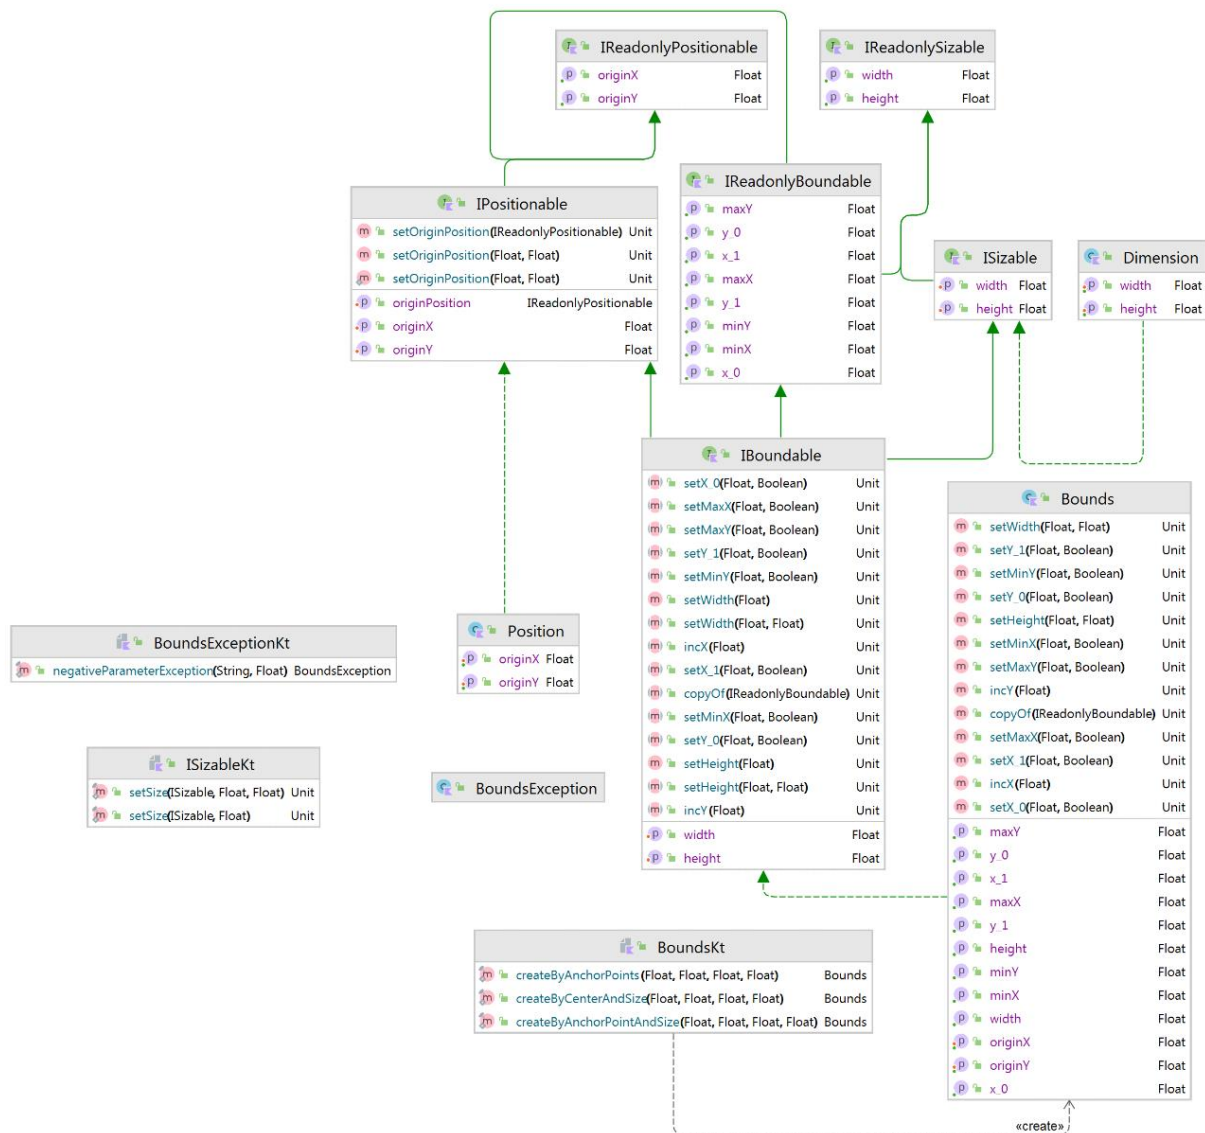 IReadonlyPositionable
originX Float
originY Float
IReadonlySizable
width Float
height Float
IPositionable
setOriginPosition(IReadonlyPositionable) Unit
setOriginPosition(Float, Float) Unit
setOriginPosition(Float, Float) Unit
originPosition IReadonlyPositionable
originX Float
originY Float
IReadonlyBoundable
maxY Float
y_0 Float
x_1 Float
maxX Float
y_1 Float
minY Float
minX Float
x_0 Float
ISizable
width Float
height Float
Dimension
width Float
height Float
IBoundable
setX_0(Float, Boolean) Unit
setMaxX(Float, Boolean) Unit
setMaxY(Float, Boolean) Unit
setY_1(Float, Boolean) Unit
setMinY(Float, Boolean) Unit
setWidth(Float) Unit
setWidth(Float, Float) Unit
incX(Float) Unit
setX_1(Float, Boolean) Unit
copyOf(IReadonlyBoundable) Unit
setMinX(Float, Boolean) Unit
setY_0(Float, Boolean) Unit
setHeight(Float) Unit
setHeight(Float, Float) Unit
incY(Float) Unit
width Float
height Float
Bounds
setWidth(Float, Float) Unit
setY_1(Float, Boolean) Unit
setMinY(Float, Boolean) Unit
setY_0(Float, Boolean) Unit
setHeight(Float, Float) Unit
setMinX(Float, Boolean) Unit
setMaxY(Float, Boolean) Unit
incY(Float) Unit
copyOf(IReadonlyBoundable) Unit
setMaxX(Float, Boolean) Unit
setX_1(Float, Boolean) Unit
incX(Float) Unit
setX_0(Float, Boolean) Unit
maxY Float
y_0 Float
x_1 Float
maxX Float
y_1 Float
height Float
minY Float
minX Float
width Float
originX Float
originY Float
x_0 Float
Position
originX Float
originY Float
BoundsExceptionKt
negativeParameterException(String, Float) BoundsException
ISizableKt
setSize(ISizable, Float, Float) Unit
setSize(ISizable, Float) Unit
BoundsException
BoundsKt
createByAnchorPoints(Float, Float, Float, Float) Bounds
createByCenterAndSize(Float, Float, Float, Float) Bounds
createByAnchorPointAndSize(Float, Float, Float, Float) Bounds
«create»